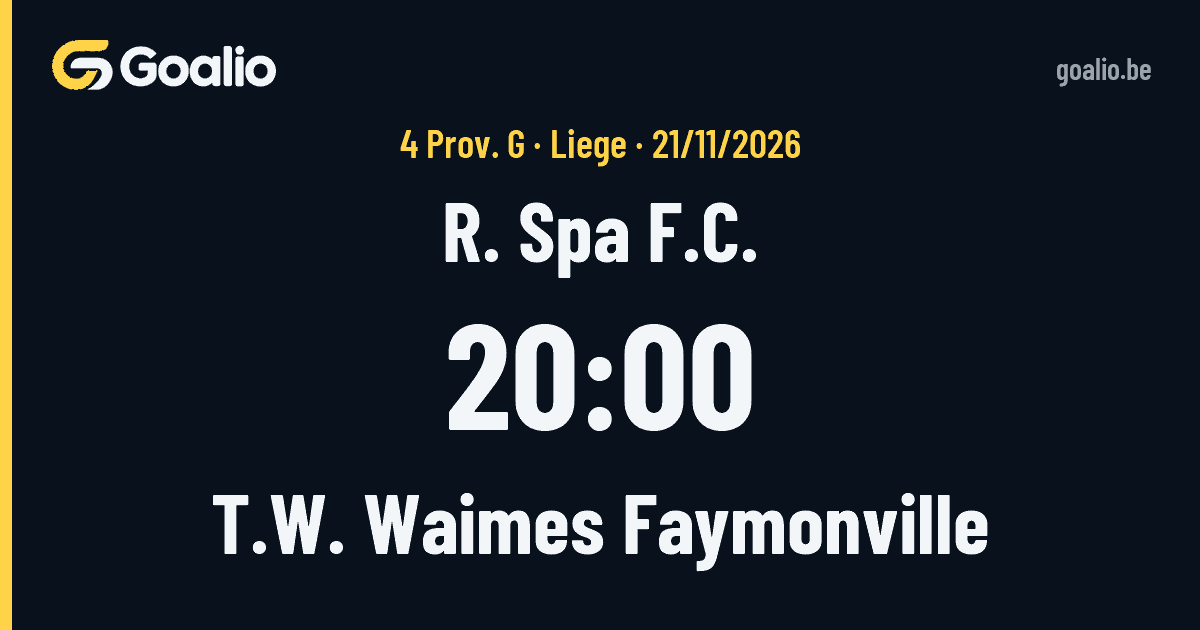 Goalio
goalio.be
4 Prov. G · Liege · 21/11/2026
R. Spa F.C.
20:00
T.W. Waimes Faymonville